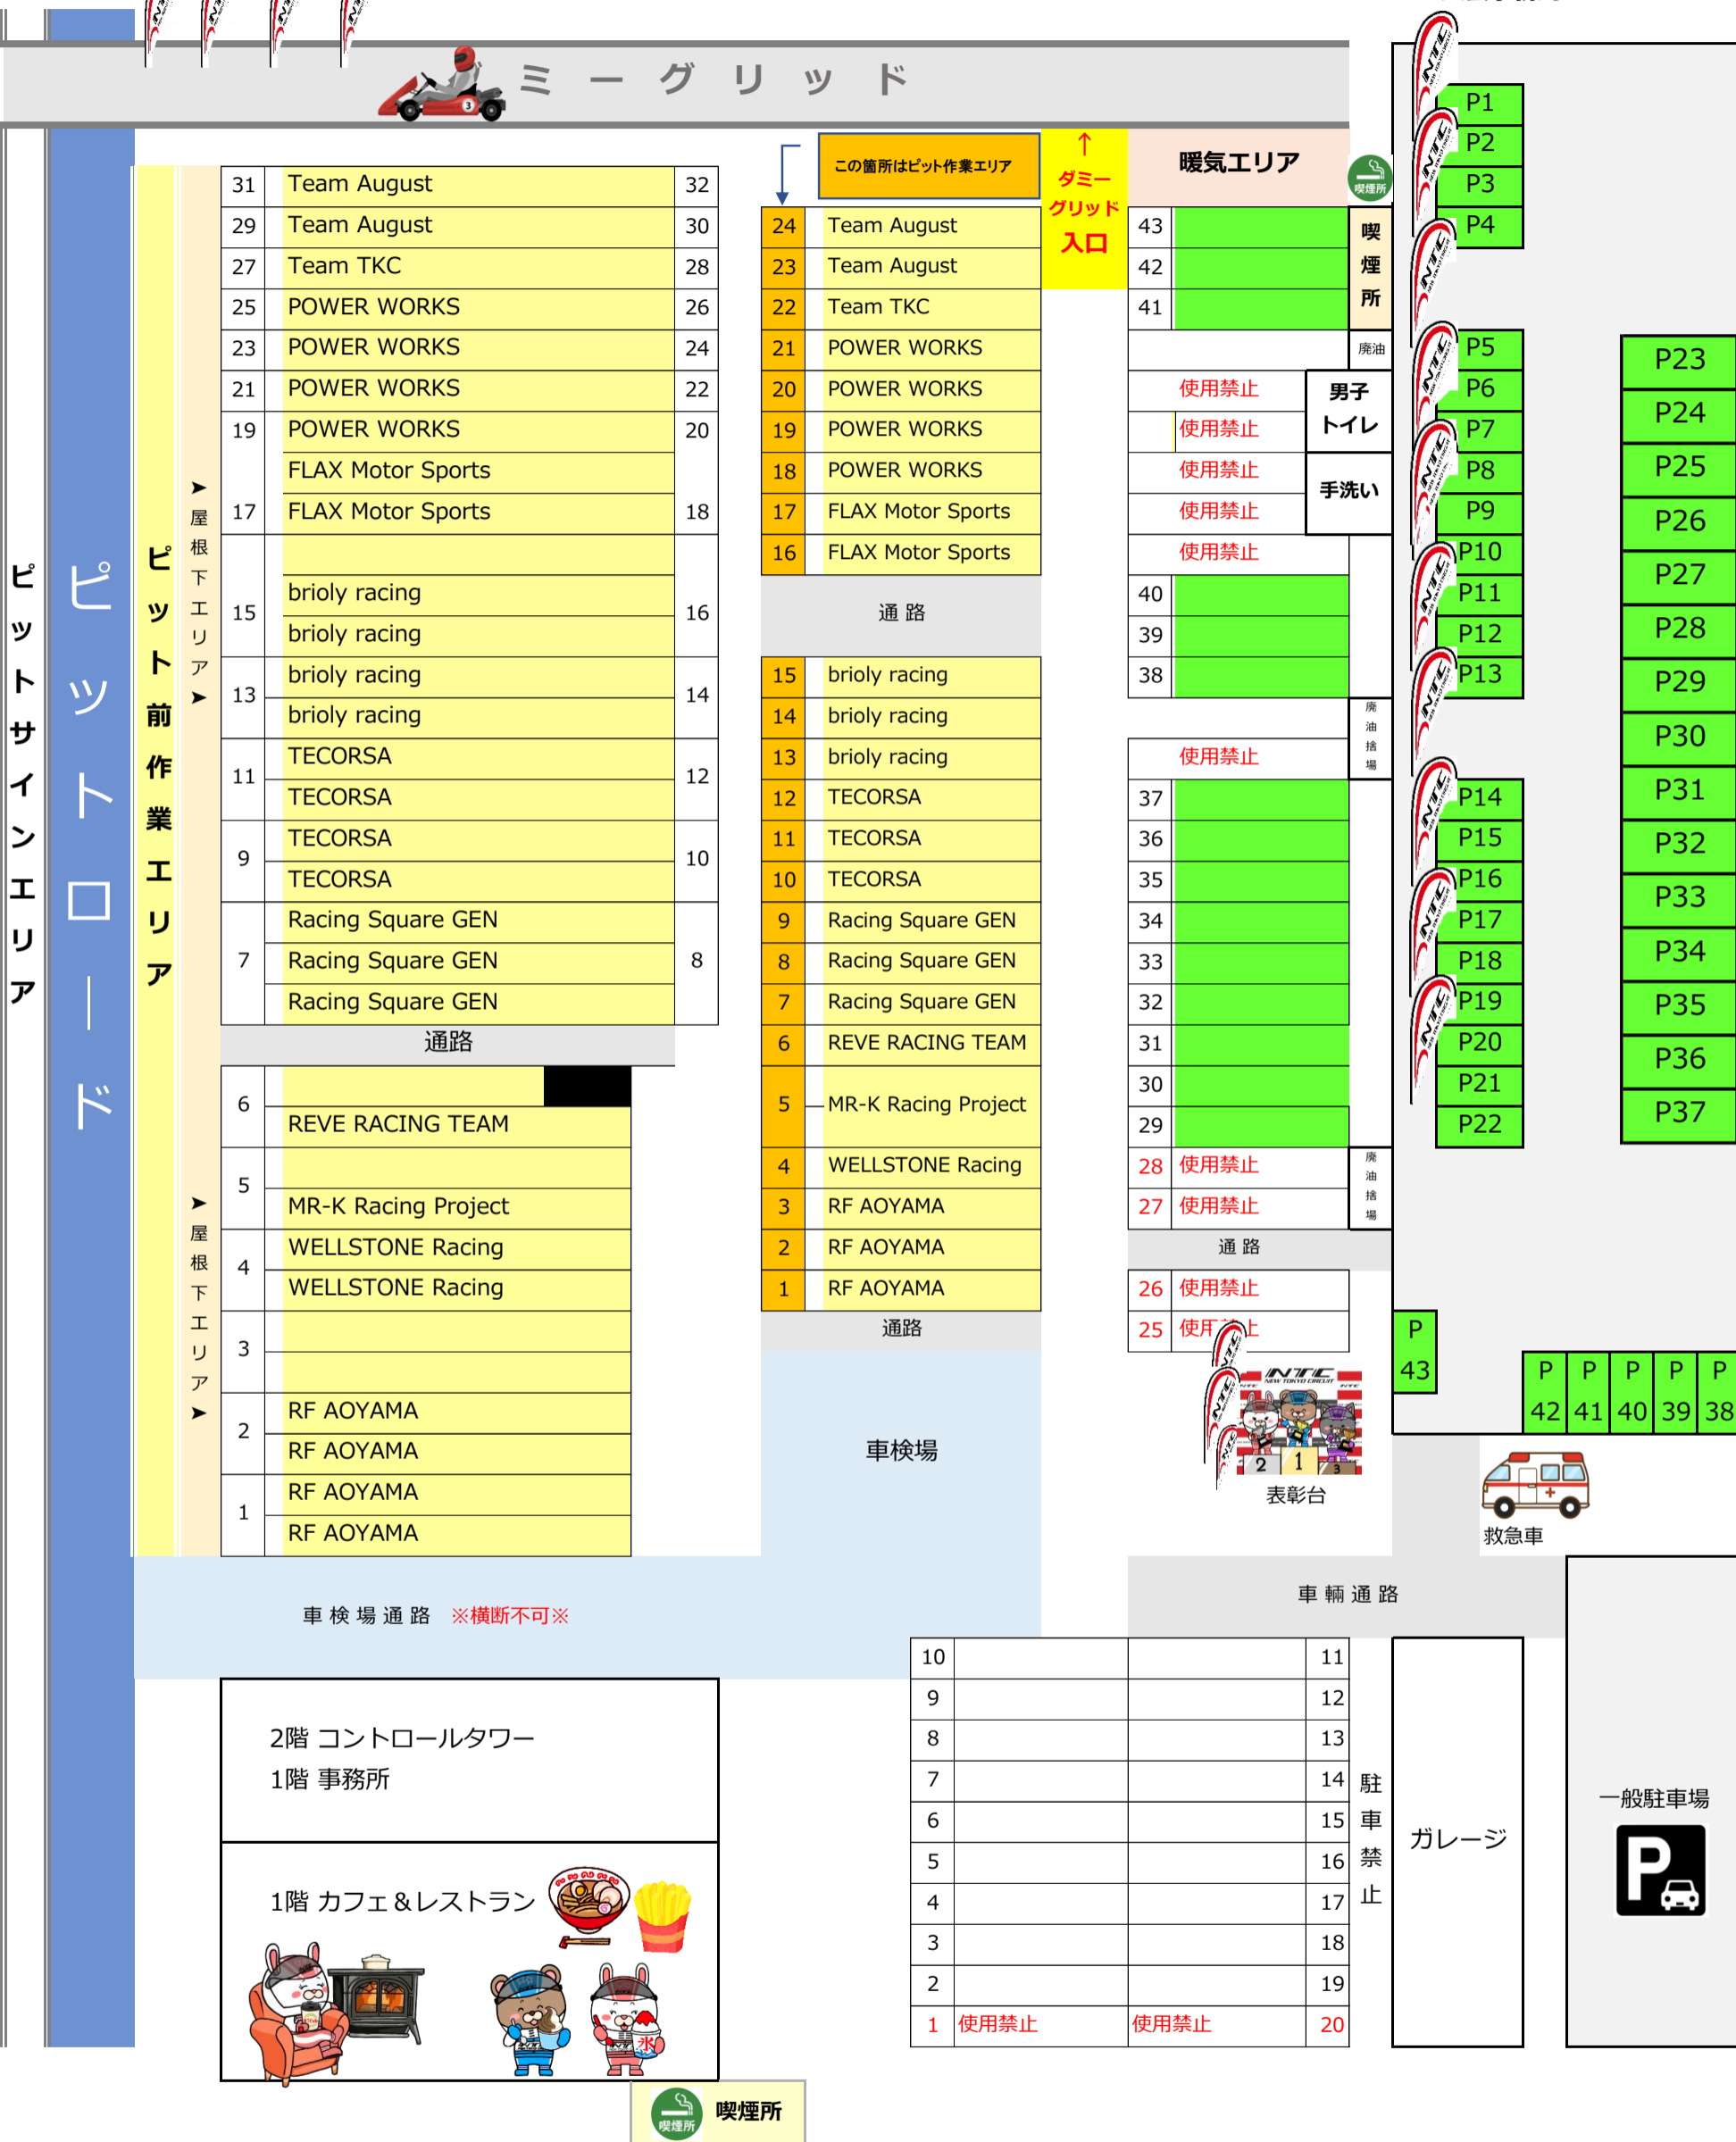 ミーグリッド
ピットサインエリア
ピットロード
ピット前作業エリア
➤屋根下エリア➤
➤屋根下エリア➤
31 Team August 32
29 Team August 30
27 Team TKC 28
25 POWER WORKS 26
23 POWER WORKS 24
21 POWER WORKS 22
19 POWER WORKS 20
FLAX Motor Sports
17 FLAX Motor Sports 18
brioly racing
15 16
brioly racing
brioly racing
13 14
brioly racing
TECORSA
11 12
TECORSA
TECORSA
9 10
TECORSA
Racing Square GEN
7 Racing Square GEN 8
Racing Square GEN
通路
6
REVE RACING TEAM
5
MR-K Racing Project
WELLSTONE Racing
4
WELLSTONE Racing
3
RF AOYAMA
2
RF AOYAMA
RF AOYAMA
1
RF AOYAMA
この箇所はピット作業エリア
24 Team August
23 Team August
22 Team TKC
21 POWER WORKS
20 POWER WORKS
19 POWER WORKS
18 POWER WORKS
17 FLAX Motor Sports
16 FLAX Motor Sports
通路
15 brioly racing
14 brioly racing
13 brioly racing
12 TECORSA
11 TECORSA
10 TECORSA
9 Racing Square GEN
8 Racing Square GEN
7 Racing Square GEN
6 REVE RACING TEAM
5 MR-K Racing Project
4 WELLSTONE Racing
3 RF AOYAMA
2 RF AOYAMA
1 RF AOYAMA
通路
車検場
↑
ダミー
グリッド
入口
暖気エリア
喫煙所
43
42
41
喫煙所
廃油
使用禁止
使用禁止
使用禁止
使用禁止
使用禁止
男子
トイレ
手洗い
40
39
38
廃油捨場
使用禁止
37
36
35
34
33
32
31
30
29
28 使用禁止
27 使用禁止
廃油捨場
通路
26 使用禁止
25 使用禁止
NTC
NEW TOKYO CIRCUIT
2 1 3
表彰台
P1
P2
P3
P4
P5
P6
P7
P8
P9
P10
P11
P12
P13
P14
P15
P16
P17
P18
P19
P20
P21
P22
P23
P24
P25
P26
P27
P28
P29
P30
P31
P32
P33
P34
P35
P36
P37
P
43
P P P P P
42 41 40 39 38
救急車
車輌通路
車検場通路 ※横断不可※
2階 コントロールタワー
1階 事務所
1階 カフェ＆レストラン
氷
喫煙所
喫煙所
10 11
9 12
8 13
7 14
6 15
5 16
4 17
3 18
2 19
1 使用禁止 使用禁止 20
駐車禁止
ガレージ
一般駐車場
P